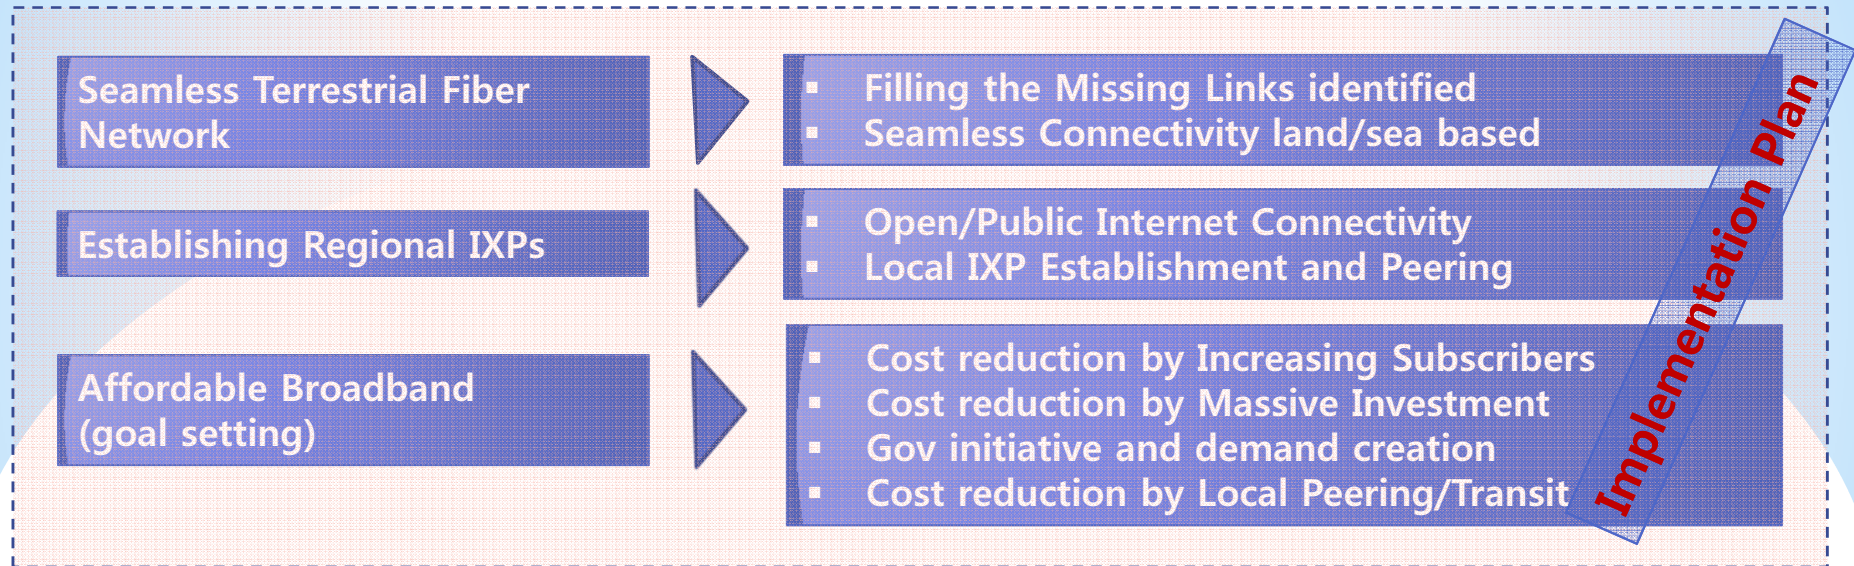 Seamless Terrestrial Fiber
Network
▪ Filling the Missing Links identified
▪ Seamless Connectivity land/sea based
Establishing Regional IXPs
▪ Open/Public Internet Connectivity
▪ Local IXP Establishment and Peering
Affordable Broadband
(goal setting)
▪ Cost reduction by Increasing Subscribers
▪ Cost reduction by Massive Investment
▪ Gov initiative and demand creation
▪ Cost reduction by Local Peering/Transit
Implementation Plan